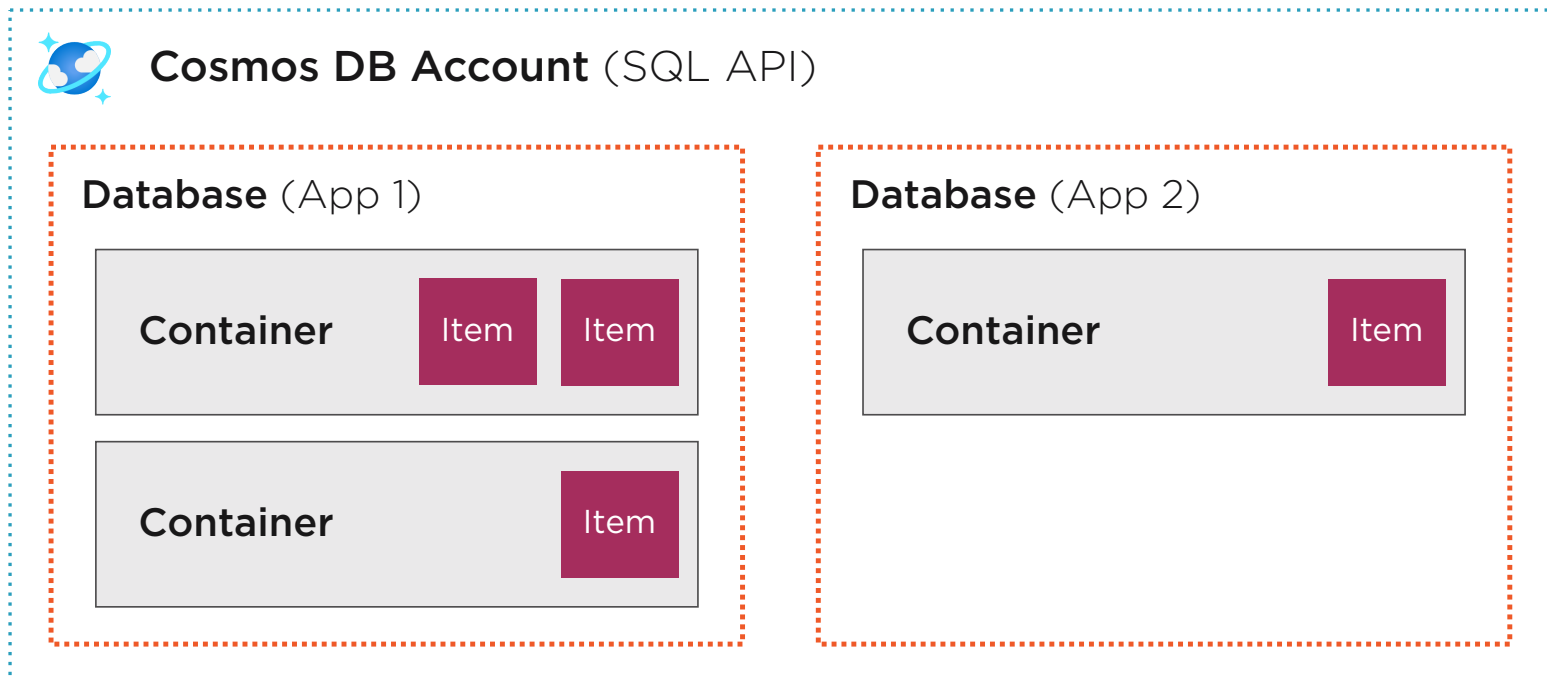 Cosmos DB Account (SQL API)
Database (App 1)
Container Item Item
Container Item
Database (App 2)
Container Item